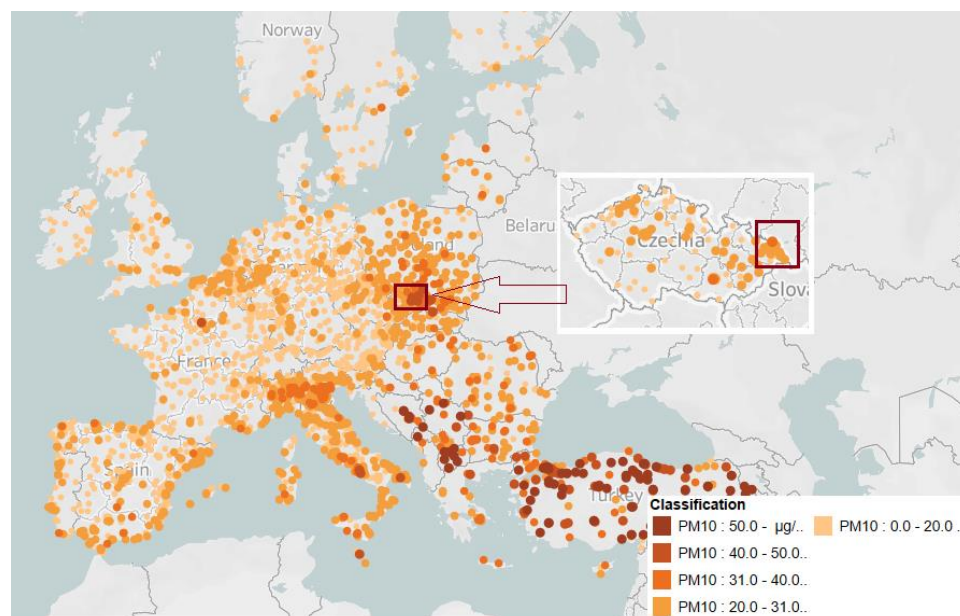 Norway
Belaru
Czechia
Slova
France
Spain
Turkey
Classification
PM10 : 50.0 - µg/..
PM10 : 0.0 - 20.0 .
PM10 : 40.0 - 50.0..
PM10 : 31.0 - 40.0..
PM10 : 20.0 - 31.0..